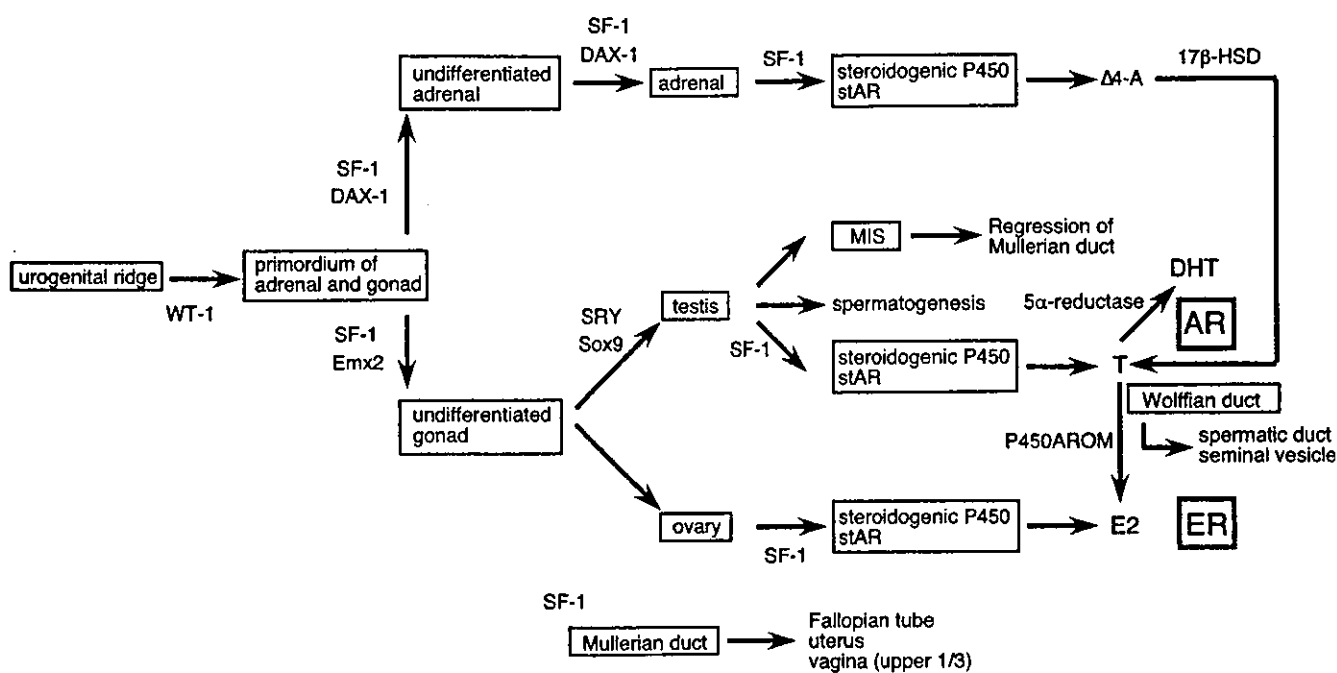 SF-1
DAX-1
undifferentiated
adrenal
SF-1
DAX-1
adrenal
SF-1
steroidogenic P450
stAR
Δ4-A
17β-HSD
urogenital ridge
WT-1
primordium of
adrenal and gonad
SF-1
Emx2
undifferentiated
gonad
SRY
Sox9
testis
MIS
Regression of
Mullerian duct
spermatogenesis
SF-1
steroidogenic P450
stAR
T
5α-reductase
DHT
AR
Wolffian duct
spermatic duct
seminal vesicle
P450AROM
ovary
SF-1
steroidogenic P450
stAR
E2
ER
SF-1
Mullerian duct
Fallopian tube
uterus
vagina (upper 1/3)